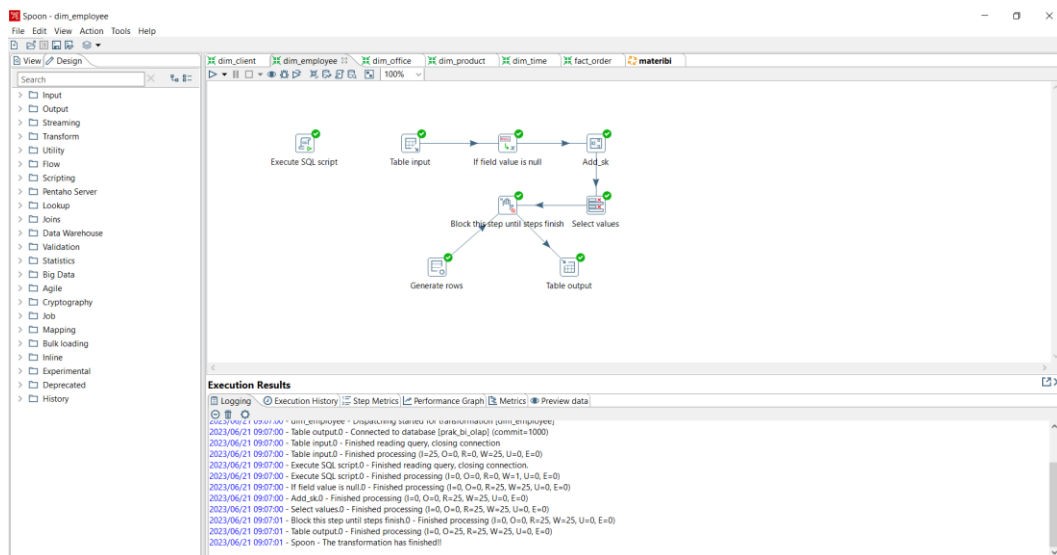 Spoon - dim_employee
File Edit View Action Tools Help
View Design
dim_client dim_employee dim_office dim_product dim_time fact_order materibi
Search
100%
Input
Output
Streaming
Transform
Utility
Flow
Scripting
Pentaho Server
Lookup
Joins
Data Warehouse
Validation
Statistics
Big Data
Agile
Cryptography
Job
Mapping
Bulk loading
Inline
Experimental
Deprecated
History
Execute SQL script Table input If field value is null Add_sk
Block this step until steps finish Select values
Generate rows Table output
Execution Results
Logging Execution History Step Metrics Performance Graph Metrics Preview data
2023/06/21 09:07:00 - dim_employee - Dispatching started for transformation [dim_employee]
2023/06/21 09:07:00 - Table output.0 - Connected to database [prak_bi_olap] (commit=1000)
2023/06/21 09:07:00 - Table input.0 - Finished reading query, closing connection
2023/06/21 09:07:00 - Table input.0 - Finished processing (I=25, O=0, R=0, W=25, U=0, E=0)
2023/06/21 09:07:00 - Execute SQL script.0 - Finished reading query, closing connection.
2023/06/21 09:07:00 - Execute SQL script.0 - Finished processing (I=0, O=0, R=0, W=1, U=0, E=0)
2023/06/21 09:07:00 - If field value is null.0 - Finished processing (I=0, O=0, R=25, W=25, U=0, E=0)
2023/06/21 09:07:00 - Add_sk.0 - Finished processing (I=0, O=0, R=25, W=25, U=0, E=0)
2023/06/21 09:07:00 - Select values.0 - Finished processing (I=0, O=0, R=25, W=25, U=0, E=0)
2023/06/21 09:07:01 - Block this step until steps finish.0 - Finished processing (I=0, O=0, R=25, W=25, U=0, E=0)
2023/06/21 09:07:01 - Table output.0 - Finished processing (I=0, O=25, R=25, W=25, U=0, E=0)
2023/06/21 09:07:01 - Spoon - The transformation has finished!!